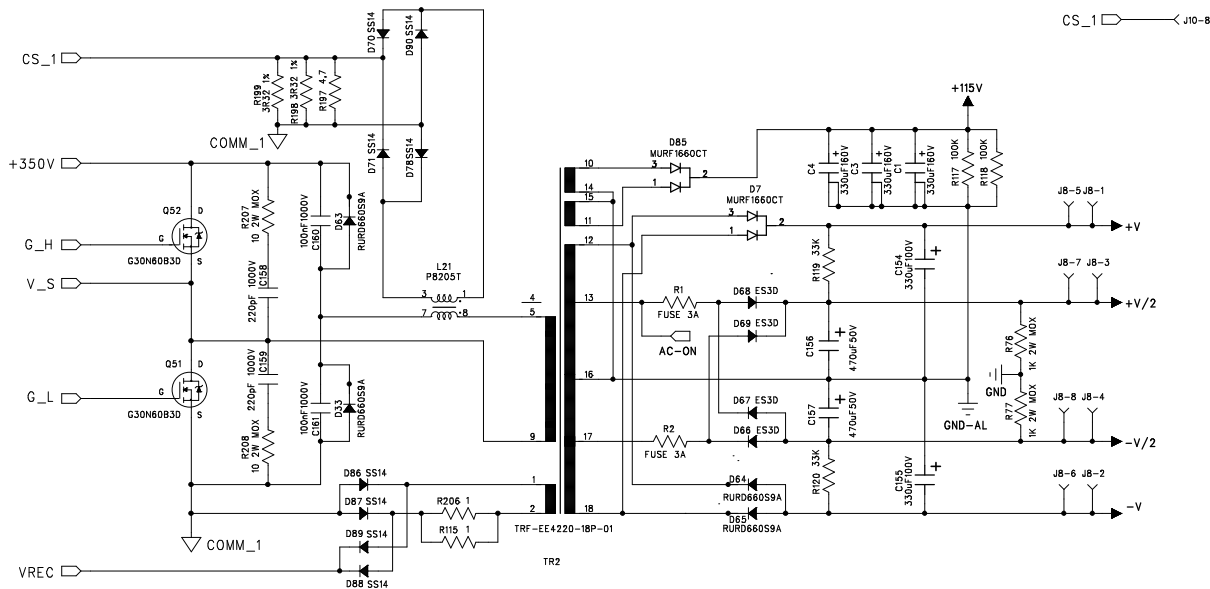 CS_1
J10-8
D70 SS14
D90 SS14
CS_1
R199
3R32 1%
R198
3R32 1%
R197 4,7
COMM_1
D71 SS14
D78 SS14
+115V
+350V
D85
MURF1660CT
3
1
2
C4
330uF160V
C3
330uF160V
C1
330uF160V
R117 100K
R118 100K
10
14
15
11
D7
MURF1660CT
3
1
2
J8-5
J8-1
+V
Q52
D
G
S
G30N60B3D
G_H
V_S
R207
10 2W MOX
C158
220pF 1000V
100nF1000V
C160
D63
RURD660S9A
L21
P8205T
3
1
7
8
4
5
12
13
R1
FUSE 3A
D68 ES3D
D69 ES3D
AC-ON
R119 33K
C154
330uF100V
J8-7
J8-3
+V/2
C156
470uF50V
R76
1K 2W MOX
GND
Q51
D
G
S
G30N60B3D
G_L
C159
220pF 1000V
R208
10 2W MOX
100nF1000V
C161
D33
RURD660S9A
16
D67 ES3D
D66 ES3D
C157
470uF50V
GND-AL
R77
1K 2W MOX
J8-8
J8-4
-V/2
9
17
R2
FUSE 3A
D86 SS14
D87 SS14
D89 SS14
D88 SS14
R206 1
R115 1
1
2
18
D64
RURD660S9A
D65
RURD660S9A
R120 33K
C155
330uF100V
J8-6
J8-2
-V
TRF-EE4220-18P-01
TR2
COMM_1
VREC